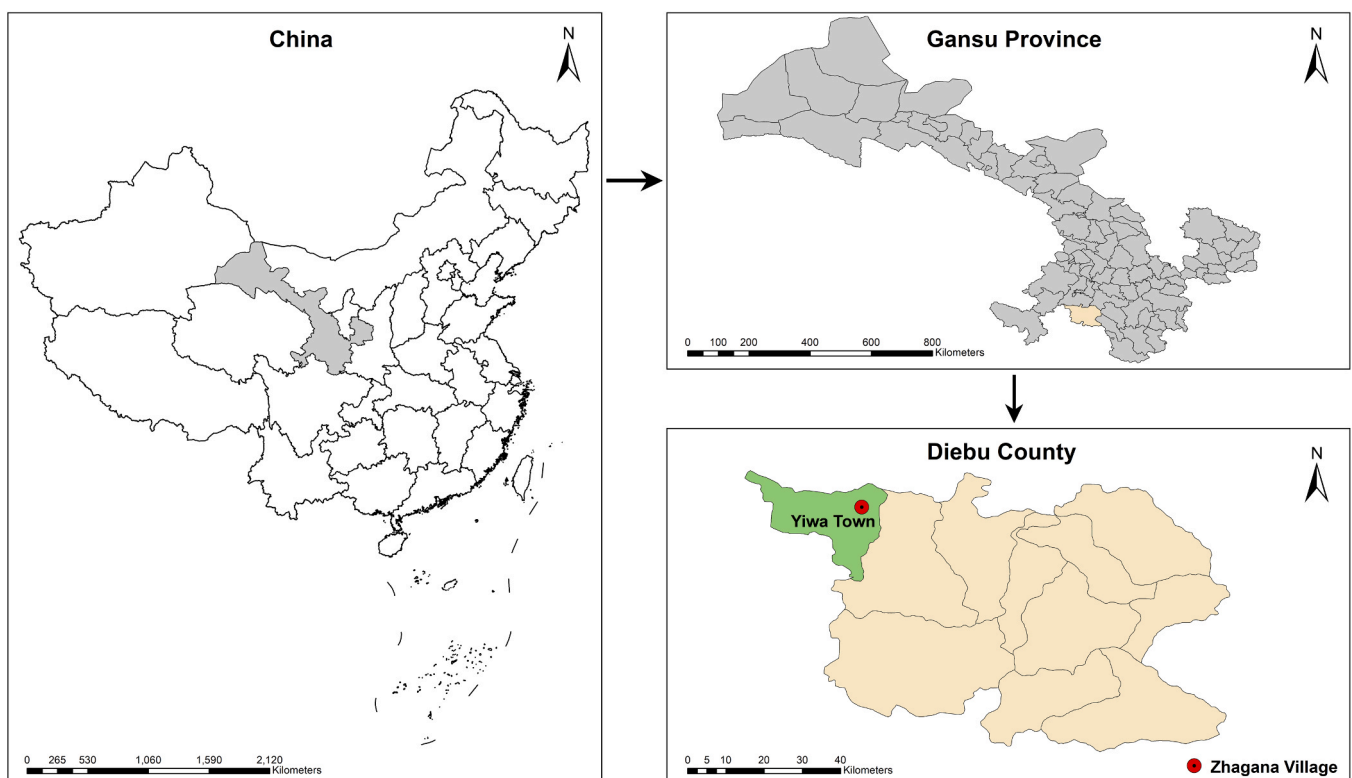 China
N
0 265 530 1,060 1,590 2,120
Kilometers
Gansu Province
N
0 100 200 400 600 800
Kilometers
Diebu County
N
Yiwa Town
0 5 10 20 30 40
Kilometers
Zhagana Village